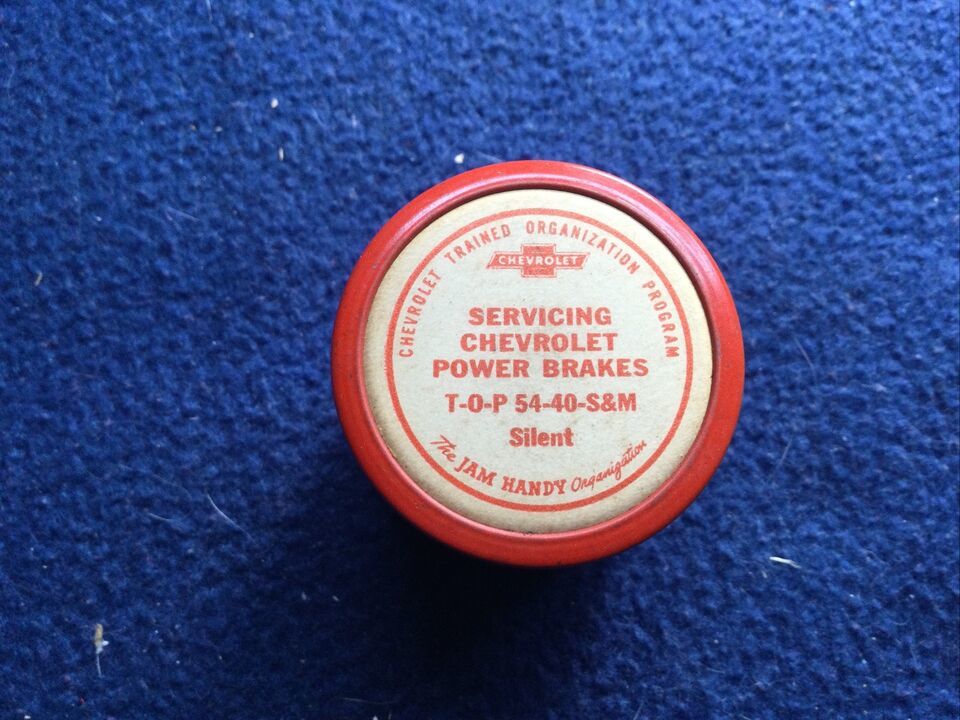 CHEVROLET TRAINED ORGANIZATION PROGRAM
CHEVROLET
SERVICING
CHEVROLET
POWER BRAKES
T-O-P 54-40-S&M
Silent
The JAM HANDY Organization